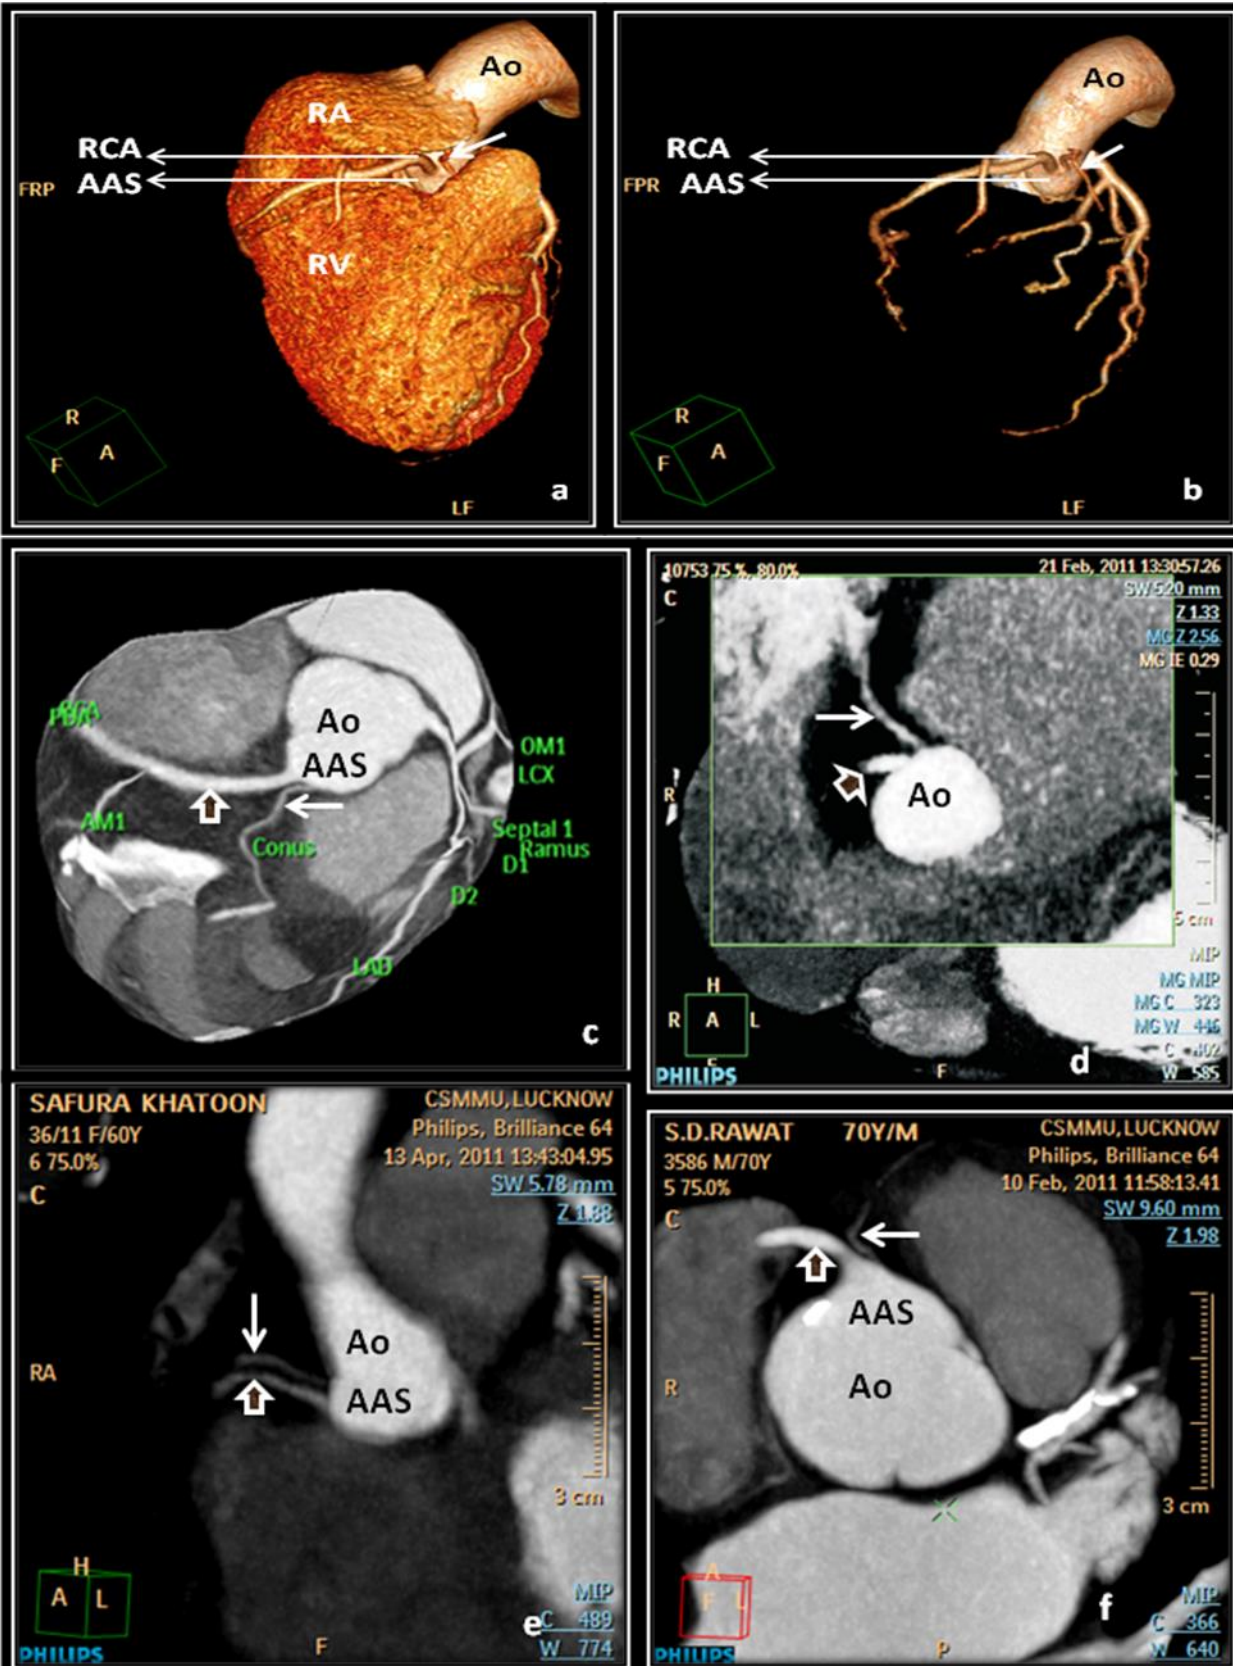 Ao
RA
RCA
AAS
FRP
RV
R
F A
a
LF
Ao
RCA
AAS
FPR
R
F A
b
LF
Ao
AAS
RCA
OM1
LCX
AM1
Conus
Septal 1
Ramus
D1
D2
LAD
c
10753 75 %, 80.0%
21 Feb, 2011 13:30:57.26
C
SW 5.20 mm
Z 1.33
MG Z 2.56
MG IE 0.29
R
Ao
5 cm
MIP
MG MIP
MG C 323
MG W 446
C 402
W 585
H
R A L
F
F
d
PHILIPS
SAFURA KHATOON
CSMMU,LUCKNOW
36/11 F/60Y
Philips, Brilliance 64
6 75.0%
13 Apr, 2011 13:43:04.95
C
SW 5.78 mm
Z 1.88
Ao
RA
AAS
3 cm
H
A L
MIP
e
C 489
W 774
F
PHILIPS
S.D.RAWAT 70Y/M
CSMMU,LUCKNOW
3586 M/70Y
Philips, Brilliance 64
5 75.0%
10 Feb, 2011 11:58:13.41
C
SW 9.60 mm
Z 1.98
AAS
R
Ao
3 cm
A
F L
MIP
f
C 366
W 640
P
PHILIPS